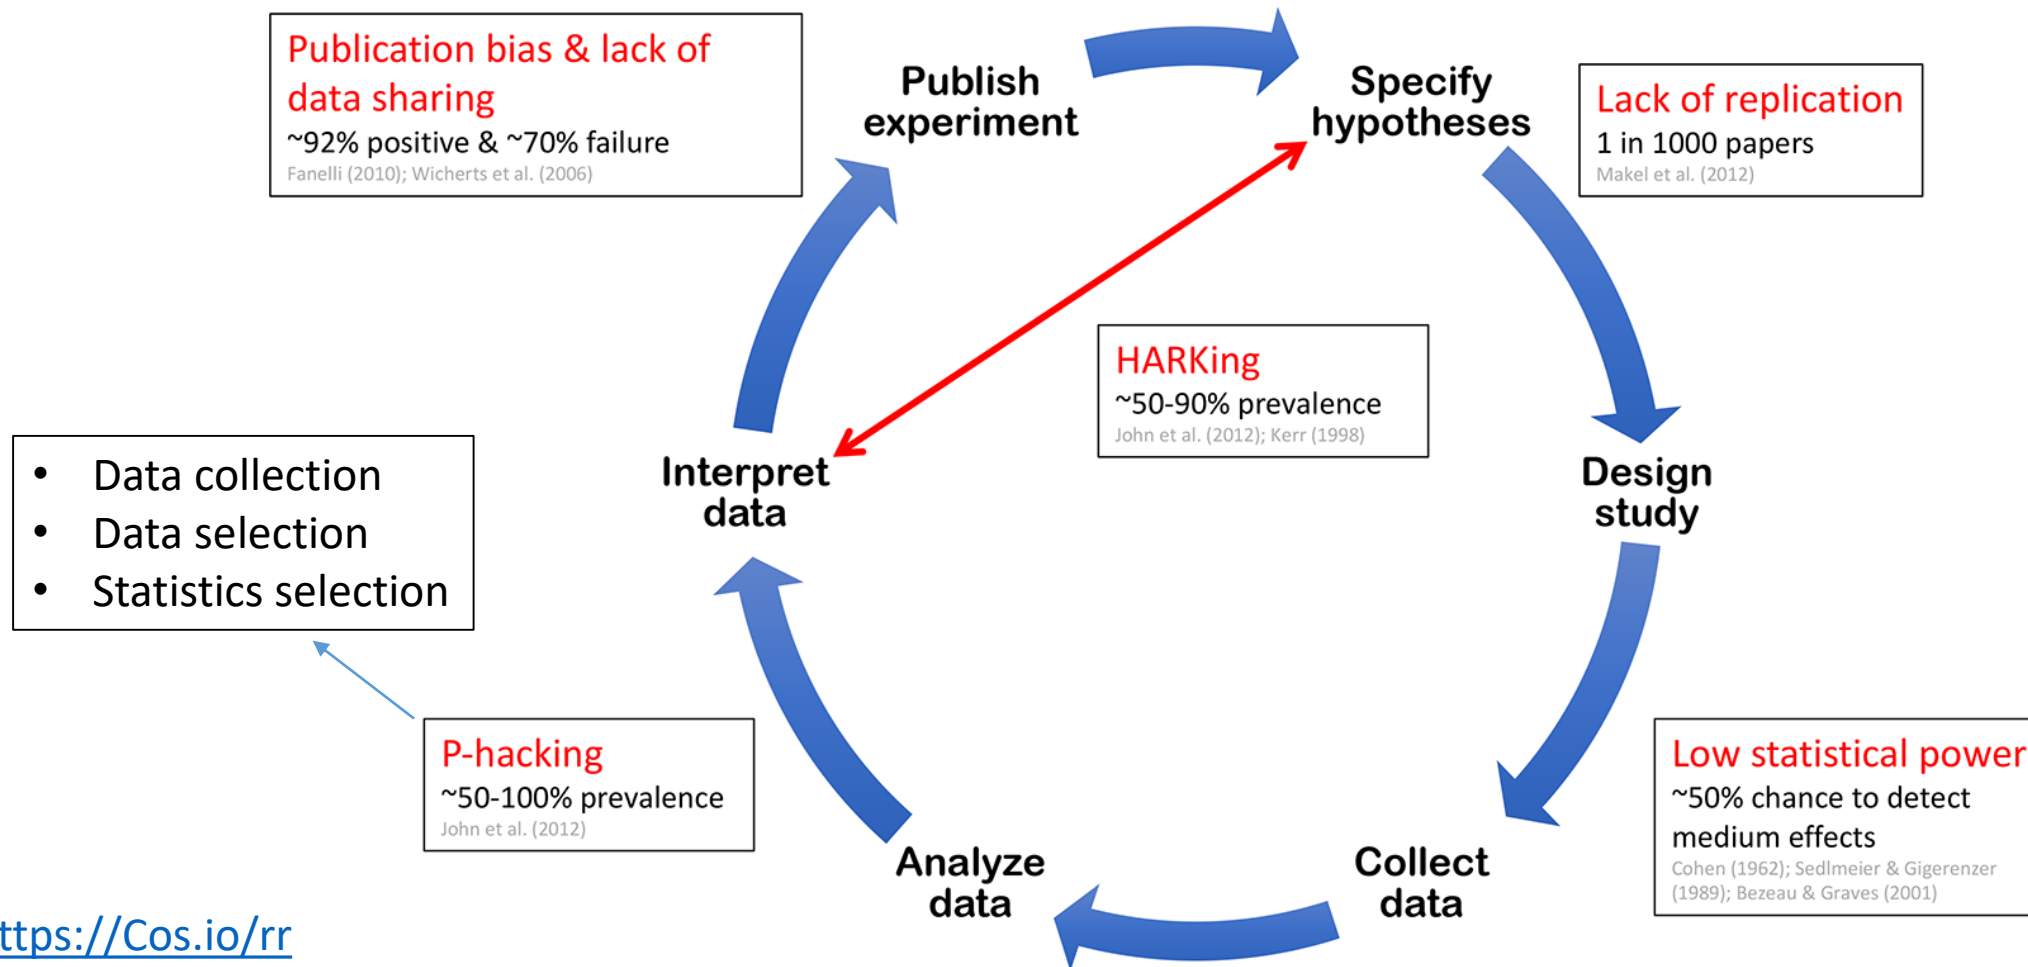 Publication bias & lack of
data sharing
~92% positive & ~70% failure
Fanelli (2010); Wicherts et al. (2006)
Publish
experiment
Specify
hypotheses
Lack of replication
1 in 1000 papers
Makel et al. (2012)
HARKing
~50-90% prevalence
John et al. (2012); Kerr (1998)
• Data collection
• Data selection
• Statistics selection
Interpret
data
Design
study
P-hacking
~50-100% prevalence
John et al. (2012)
Low statistical power
~50% chance to detect
medium effects
Cohen (1962); Sedlmeier & Gigerenzer
(1989); Bezeau & Graves (2001)
Analyze
data
Collect
data
ttps://Cos.io/rr